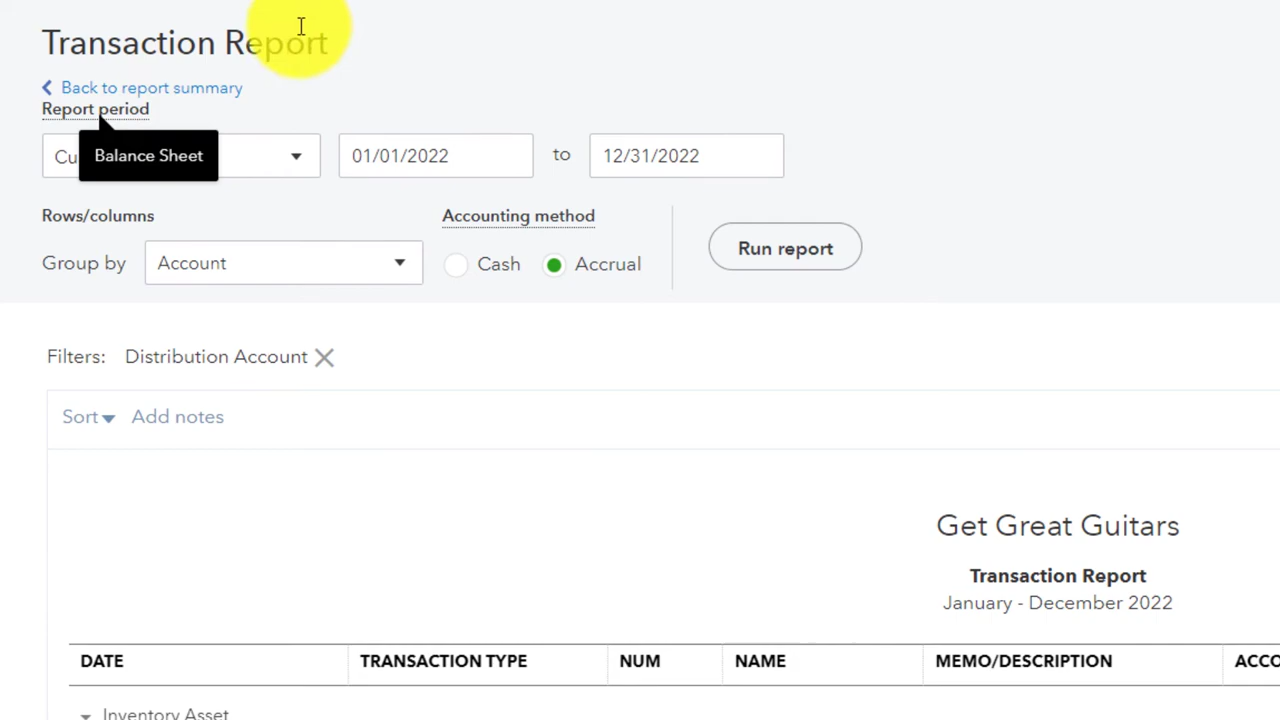 Transaction Report
Back to report summary
Report period
Cu
Balance Sheet
01/01/2022
to
12/31/2022
Rows/columns
Accounting method
Group by
Account
Cash
Accrual
Run report
Filters: Distribution Account
Sort Add notes
Get Great Guitars
Transaction Report
January - December 2022
DATE TRANSACTION TYPE NUM NAME MEMO/DESCRIPTION ACCO
Inventory Asset